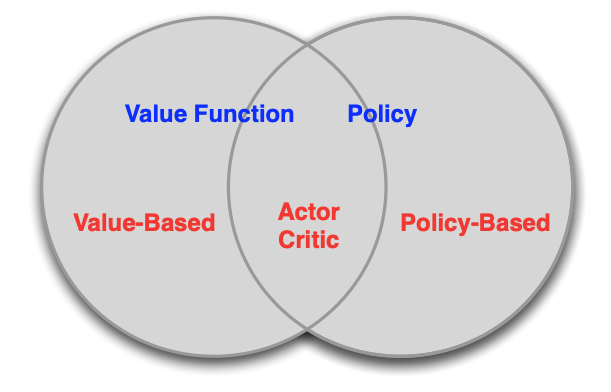 Value Function
Policy
Value-Based
Actor
Critic
Policy-Based